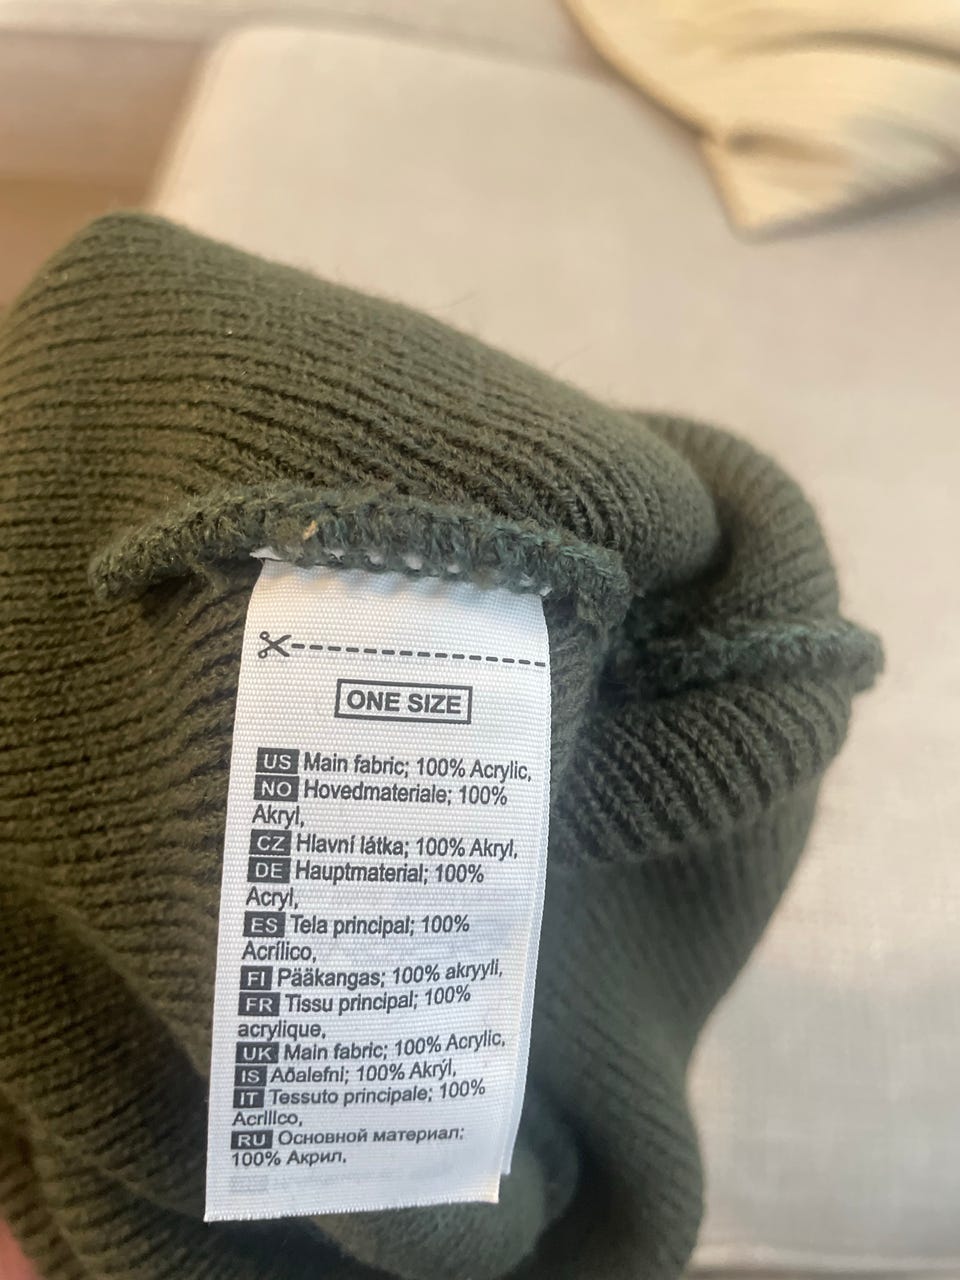 ONE SIZE
US Main fabric; 100% Acrylic,
NO Hovedmateriale; 100%
Akryl,
CZ Hlavní látka; 100% Akryl,
DE Hauptmaterial; 100%
Acryl,
ES Tela principal; 100%
Acrílico,
FI Pääkangas; 100% akryyli,
FR Tissu principal; 100%
acrylique,
UK Main fabric; 100% Acrylic,
IS Aðalefni; 100% Akrýl,
IT Tessuto principale; 100%
Acrilico,
RU Основной материал:
100% Акрил.